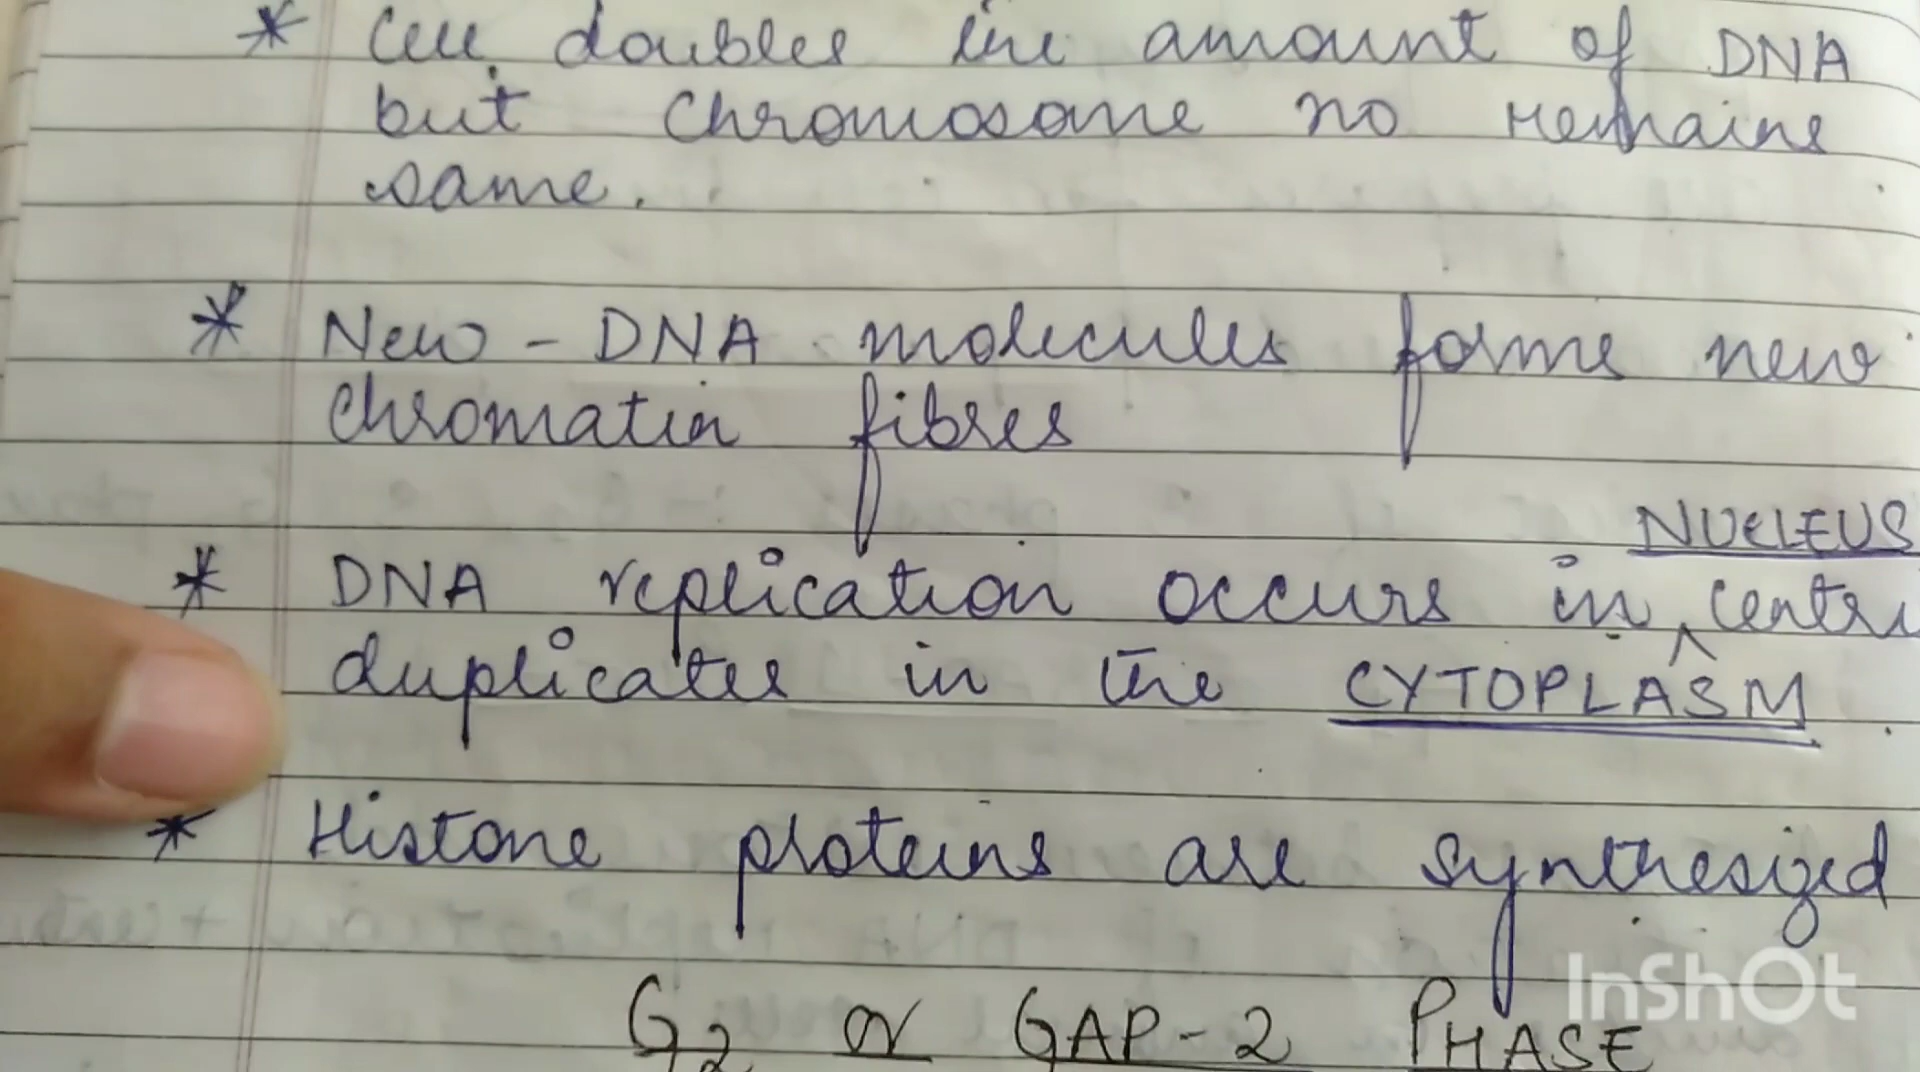 * Cell doubles the amount of DNA
but chromosome no remains
same.
* New - DNA molecules forms new
chromatin fibres
NUCLEUS
* DNA replication occurs in ^ centri
duplicates in the CYTOPLASM.
* Histone proteins are synthesized
G2 or GAP-2 PHASE
InShOt